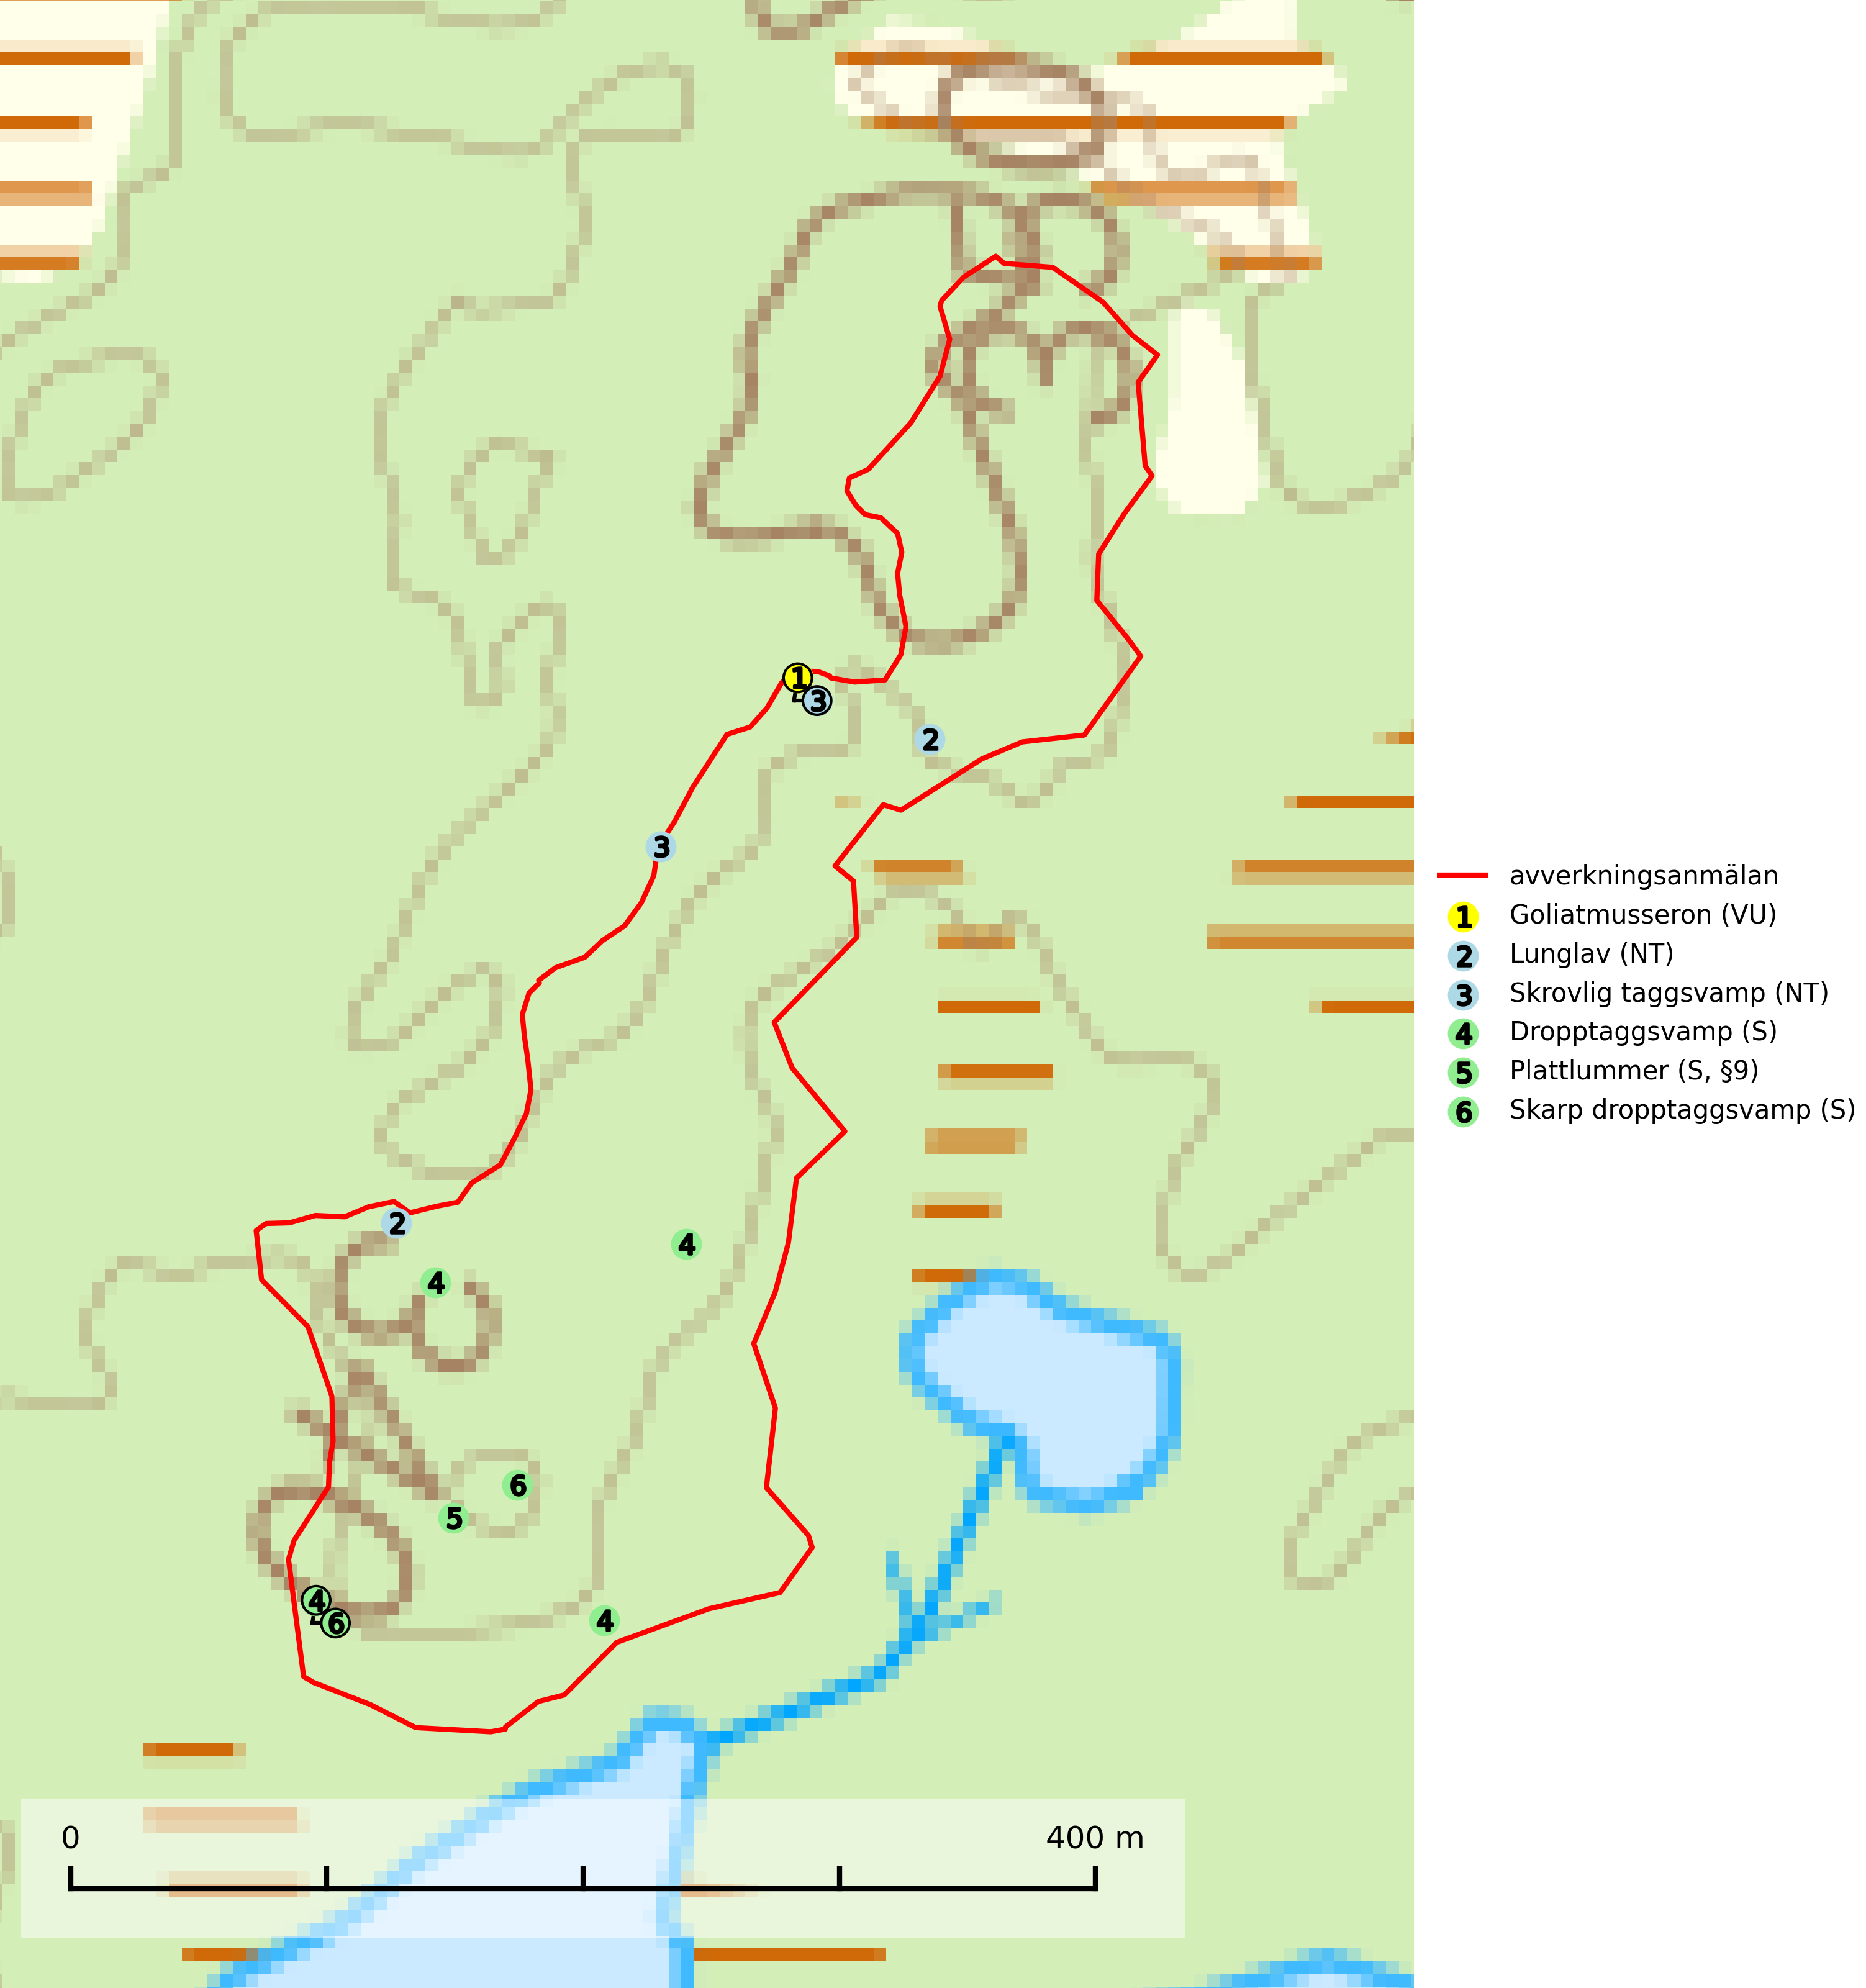 1
3
2
3
2
4
4
6
5
4
6
4
0
400 m
avverkningsanmälan
1 Goliatmusseron (VU)
2 Lunglav (NT)
3 Skrovlig taggsvamp (NT)
4 Dropptaggsvamp (S)
5 Plattlummer (S, §9)
6 Skarp dropptaggsvamp (S)